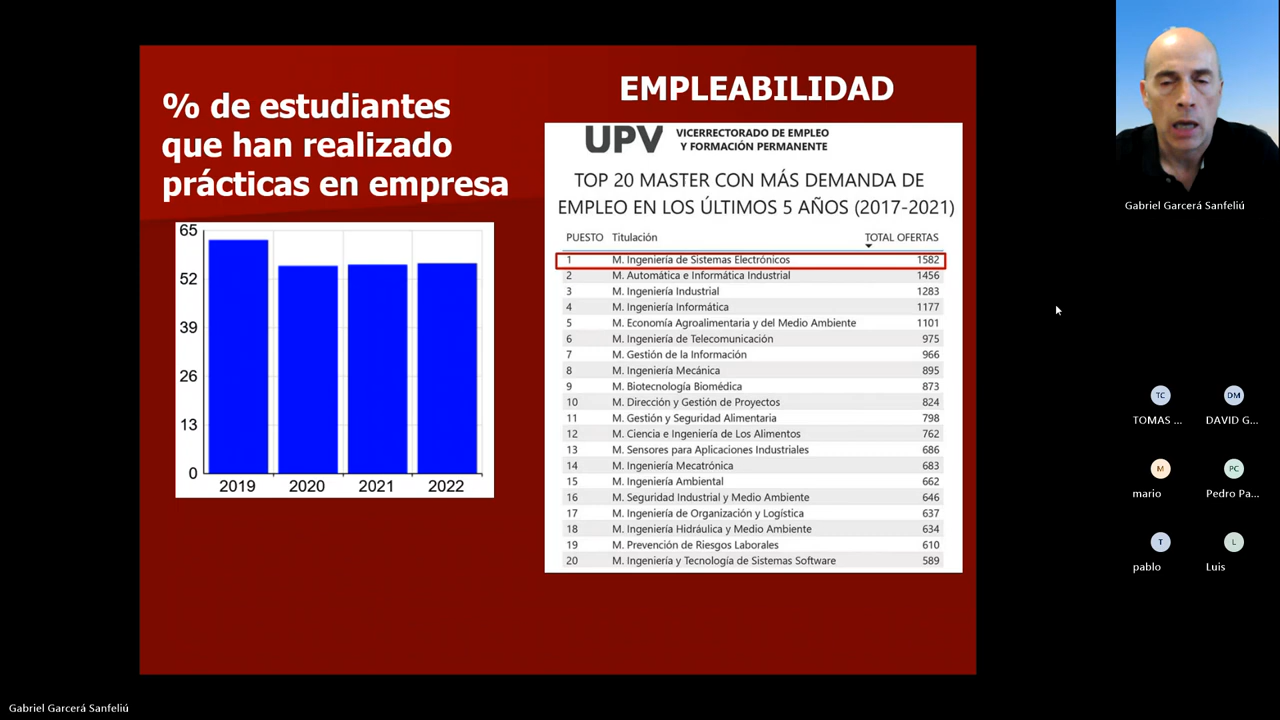 % de estudiantes
que han realizado
prácticas en empresa
65
52
39
26
13
0
2019 2020 2021 2022
EMPLEABILIDAD
UPV
VICERRECTORADO DE EMPLEO
Y FORMACIÓN PERMANENTE
TOP 20 MASTER CON MÁS DEMANDA DE
EMPLEO EN LOS ÚLTIMOS 5 AÑOS (2017-2021)
PUESTO Titulación TOTAL OFERTAS
1 M. Ingeniería de Sistemas Electrónicos 1582
2 M. Automática e Informática Industrial 1456
3 M. Ingeniería Industrial 1283
4 M. Ingeniería Informática 1177
5 M. Economía Agroalimentaria y del Medio Ambiente 1101
6 M. Ingeniería de Telecomunicación 975
7 M. Gestión de la Información 966
8 M. Ingeniería Mecánica 895
9 M. Biotecnología Biomédica 873
10 M. Dirección y Gestión de Proyectos 824
11 M. Gestión y Seguridad Alimentaria 798
12 M. Ciencia e Ingeniería de Los Alimentos 762
13 M. Sensores para Aplicaciones Industriales 686
14 M. Ingeniería Mecatrónica 683
15 M. Ingeniería Ambiental 662
16 M. Seguridad Industrial y Medio Ambiente 646
17 M. Ingeniería de Organización y Logística 637
18 M. Ingeniería Hidráulica y Medio Ambiente 634
19 M. Prevención de Riesgos Laborales 610
20 M. Ingeniería y Tecnología de Sistemas Software 589
Gabriel Garcerá Sanfeliú
TC DM
TOMAS ... DAVID G...
M PC
mario Pedro Pa...
T L
pablo Luis
Gabriel Garcerá Sanfeliú